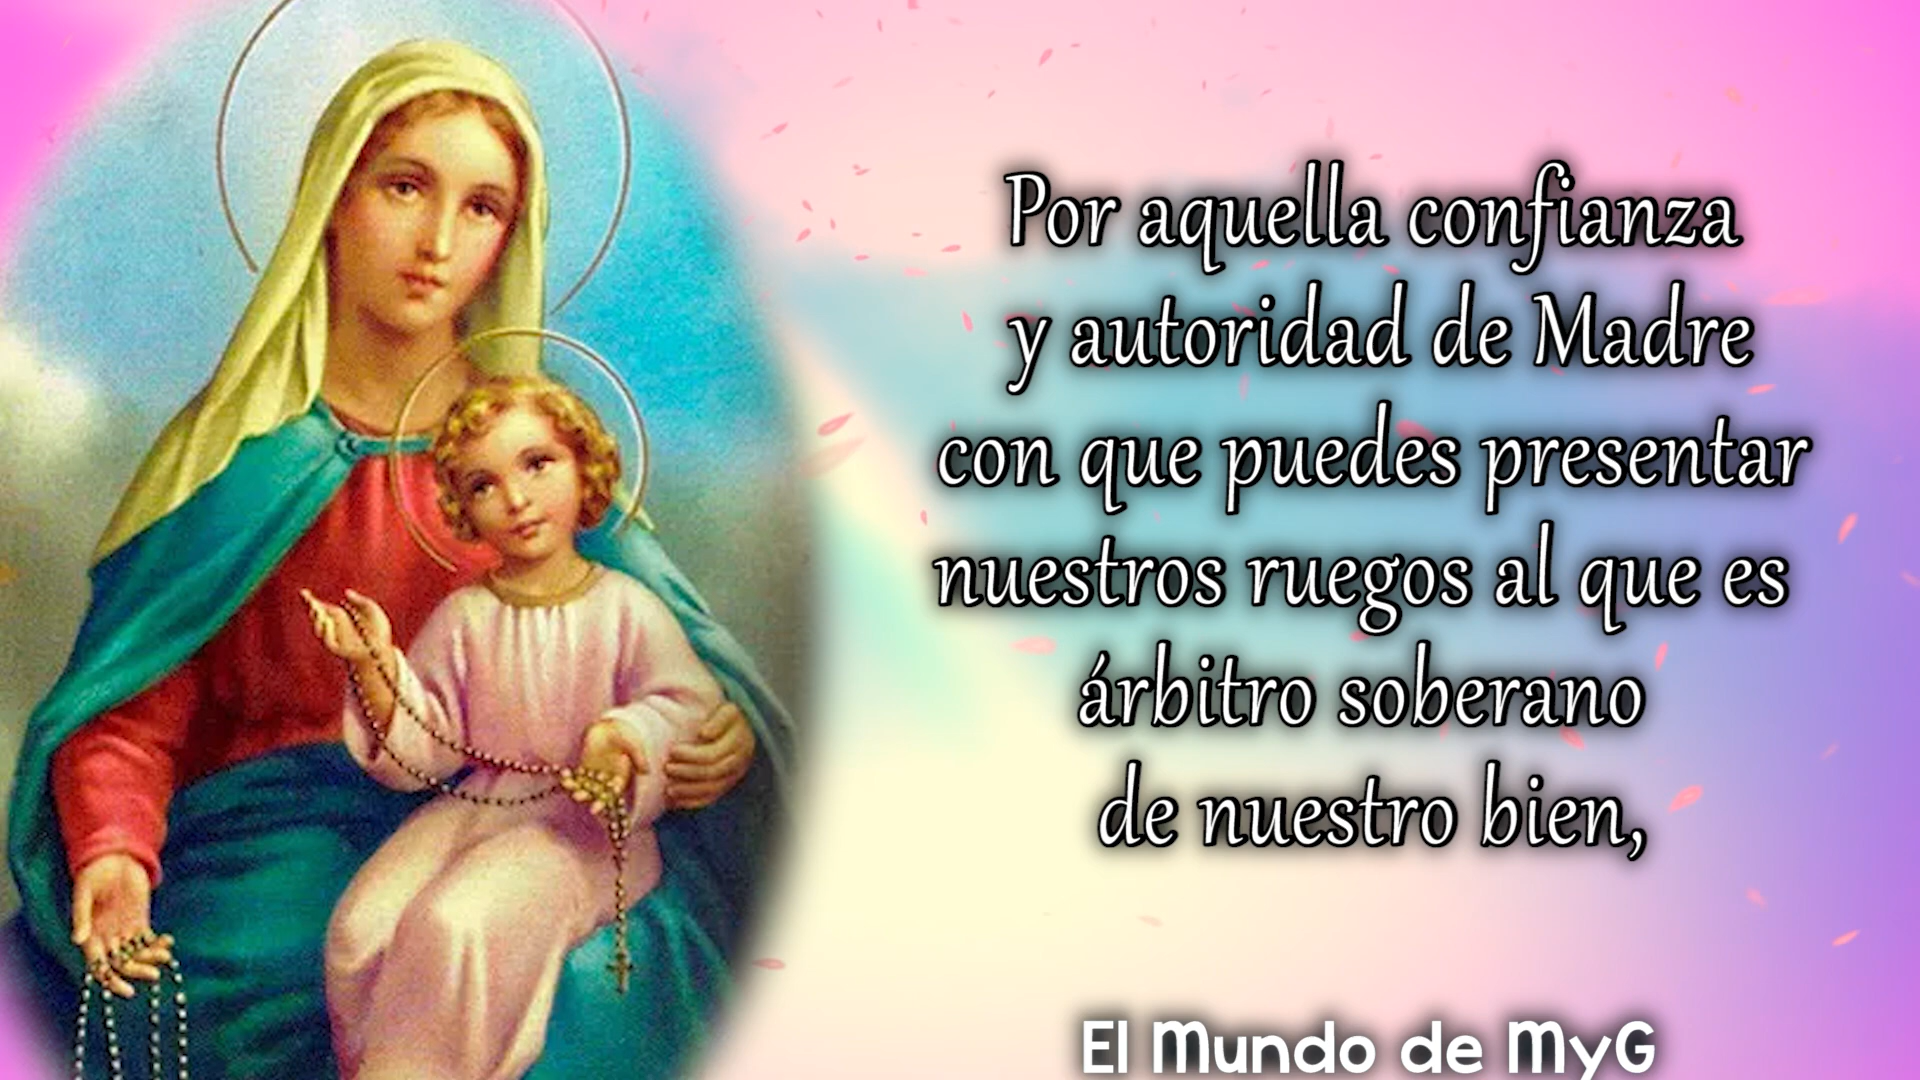 Por aquella confianza
y autoridad de Madre
con que puedes presentar
nuestros ruegos al que es
árbitro soberano
de nuestro bien,
El Mundo de MyG